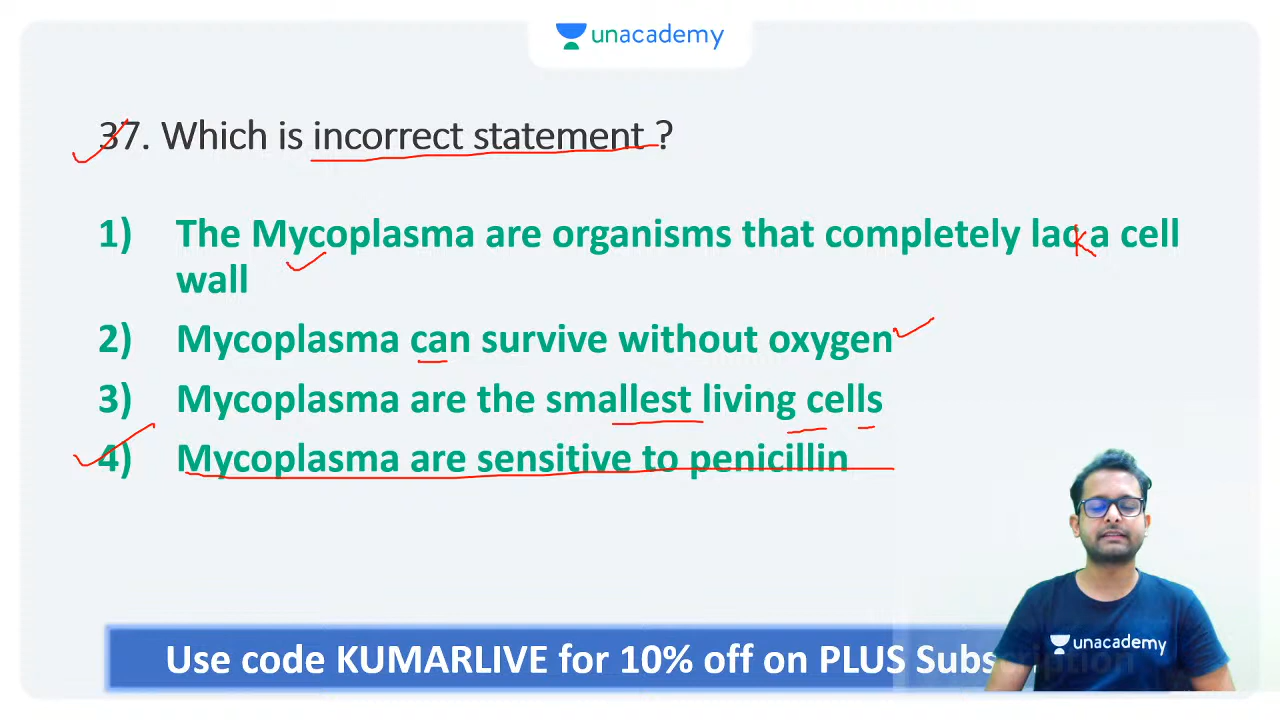 unacademy
37. Which is incorrect statement ?
1) The Mycoplasma are organisms that completely lack a cell
wall
2) Mycoplasma can survive without oxygen
3) Mycoplasma are the smallest living cells
4) Mycoplasma are sensitive to penicillin
unacademy
Use code KUMARLIVE for 10% off on PLUS Subscription